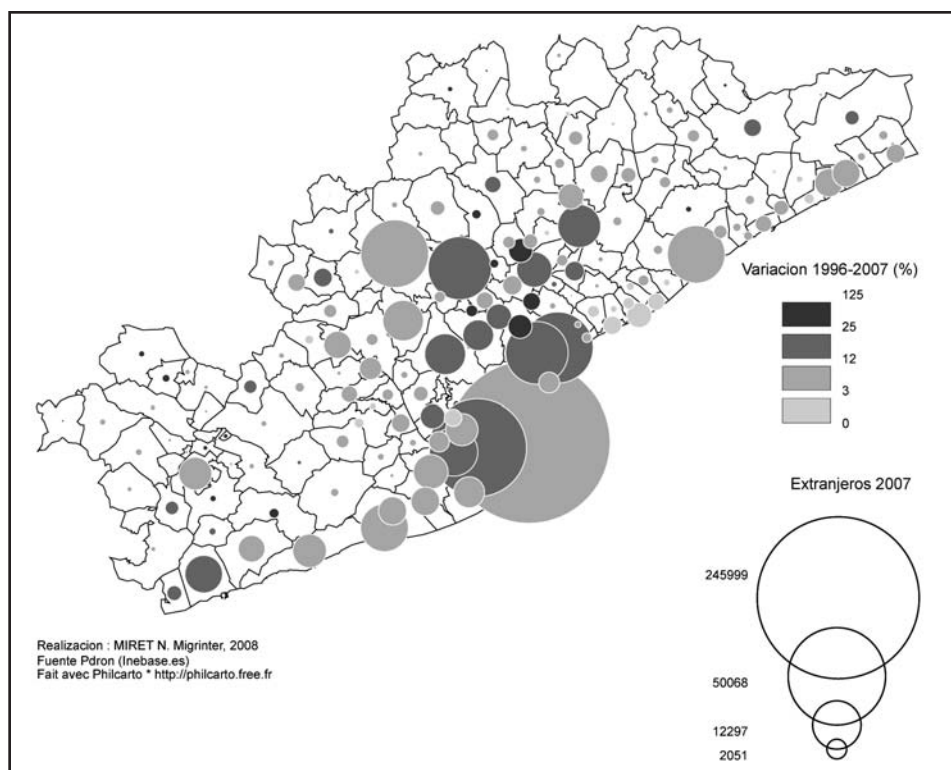 Variacion 1996-2007 (%)
125
25
12
3
0
Extranjeros 2007
245999
50068
12297
2051
Realizacion : MIRET N. Migrinter, 2008
Fuente Pdron (Inebase.es)
Fait avec Philcarto * http://philcarto.free.fr